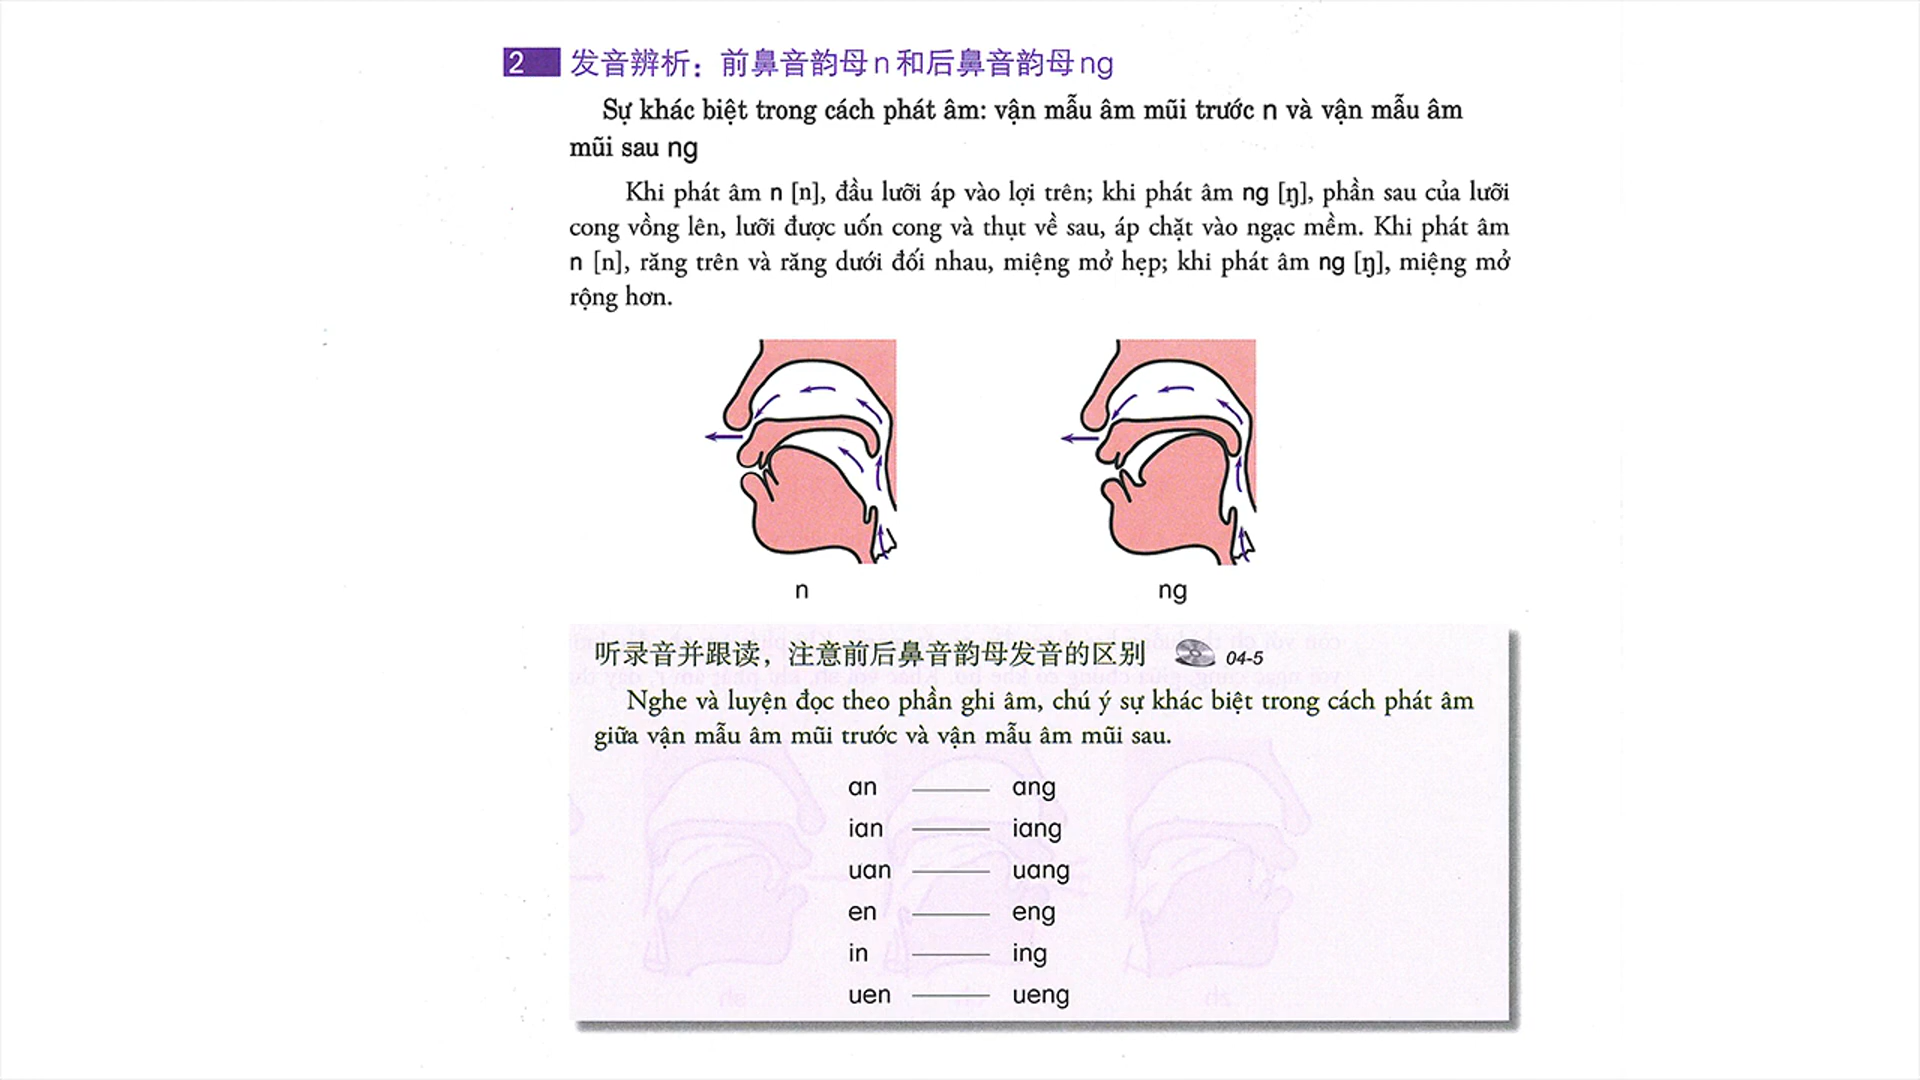 2 发音辨析：前鼻音韵母n和后鼻音韵母ng
Sự khác biệt trong cách phát âm: vận mẫu âm mũi trước n và vận mẫu âm
mũi sau ng
Khi phát âm n [n], đầu lưỡi áp vào lợi trên; khi phát âm ng [ŋ], phần sau của lưỡi
cong vồng lên, lưỡi được uốn cong và thụt về sau, áp chặt vào ngạc mềm. Khi phát âm
n [n], răng trên và răng dưới đối nhau, miệng mở hẹp; khi phát âm ng [ŋ], miệng mở
rộng hơn.
n ng
听录音并跟读，注意前后鼻音韵母发音的区别 04-5
Nghe và luyện đọc theo phần ghi âm, chú ý sự khác biệt trong cách phát âm
giữa vận mẫu âm mũi trước và vận mẫu âm mũi sau.
an ang
ian iang
uan uang
en eng
in ing
uen ueng